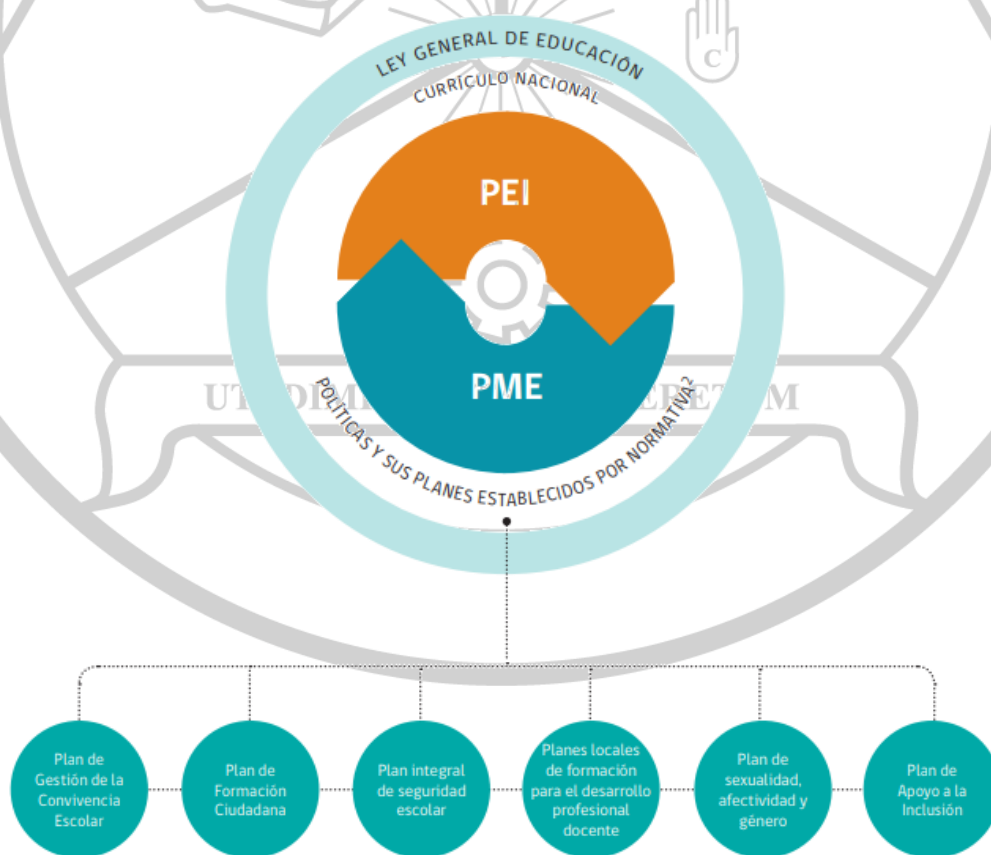 LEY GENERAL DE EDUCACIÓN
C
CURRÍCULO NACIONAL
PEI
PME
POLÍTICAS Y SUS PLANES ESTABLECIDOS POR NORMATIVA²
Plan de
Gestión de la
Convivencia
Escolar
Plan de
Formación
Ciudadana
Plan integral
de seguridad
escolar
Planes locales
de formación
para el desarrollo
profesional
docente
Plan de
sexualidad,
afectividad y
género
Plan de
Apoyo a la
Inclusión